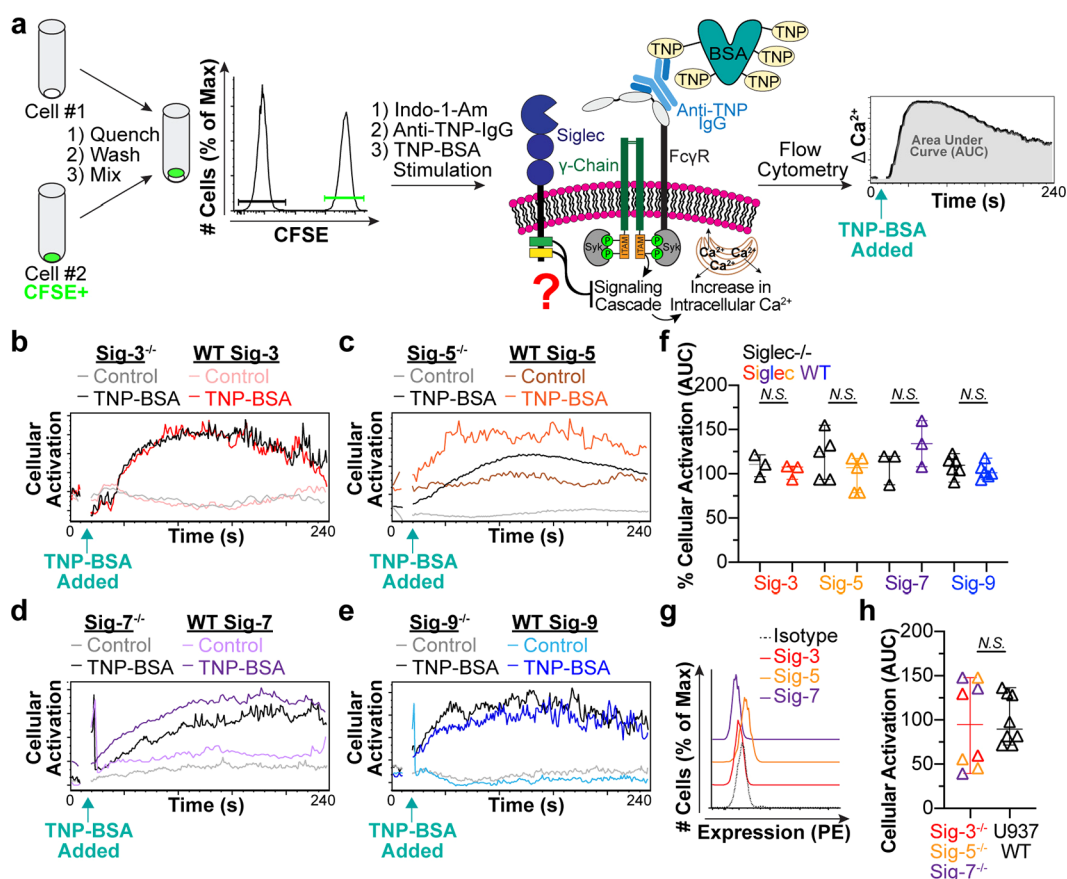 a
Cell #1
1) Quench
2) Wash
3) Mix
Cell #2
CFSE+
# Cells (% of Max)
CFSE
1) Indo-1-Am
2) Anti-TNP-IgG
3) TNP-BSA
Stimulation
Siglec
γ-Chain
FcγR
TNP
BSA
TNP
TNP
TNP
TNP
Anti-TNP
IgG
Syk
P
P
ITAM
ITAM
P
P
Syk
Ca²⁺
Ca²⁺
Ca²⁺
?
Signaling
Cascade
Increase in
Intracellular Ca²⁺
Flow
Cytometry
Δ Ca²⁺
Area Under
Curve (AUC)
0
240
Time (s)
TNP-BSA
Added
b
Sig-3-/-
WT Sig-3
Control
Control
TNP-BSA
TNP-BSA
Cellular
Activation
0
Time (s)
240
TNP-BSA
Added
c
Sig-5-/-
WT Sig-5
Control
Control
TNP-BSA
TNP-BSA
Cellular
Activation
0
Time (s)
240
TNP-BSA
Added
d
Sig-7-/-
WT Sig-7
Control
Control
TNP-BSA
TNP-BSA
Cellular
Activation
0
Time (s)
240
TNP-BSA
Added
e
Sig-9-/-
WT Sig-9
Control
Control
TNP-BSA
TNP-BSA
Cellular
Activation
0
Time (s)
240
TNP-BSA
Added
f
Siglec-/-
Siglec WT
% Cellular Activation (AUC)
200
150
100
50
0
N.S.
N.S.
N.S.
N.S.
Sig-3
Sig-5
Sig-7
Sig-9
g
Isotype
Sig-3
Sig-5
Sig-7
# Cells (% of Max)
Expression (PE)
h
Cellular Activation (AUC)
200
150
100
50
0
N.S.
Sig-3-/-
Sig-5-/-
Sig-7-/-
U937
WT